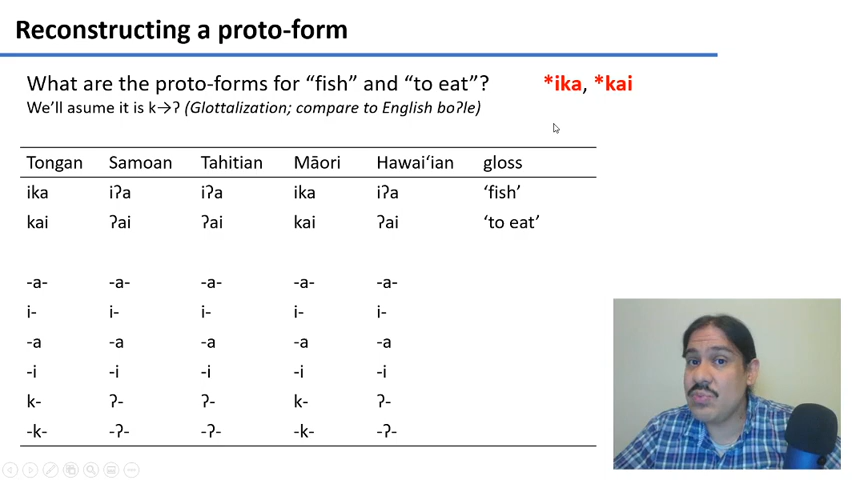 Reconstructing a proto-form
What are the proto-forms for “fish” and “to eat”? *ika, *kai
We’ll asume it is k→ʔ (Glottalization; compare to English boʔle)
Tongan Samoan Tahitian Māori Hawai‘ian gloss
ika iʔa iʔa ika iʔa ‘fish’
kai ʔai ʔai kai ʔai ‘to eat’
-a- -a- -a- -a- -a-
i- i- i- i- i-
-a -a -a -a -a
-i -i -i -i -i
k- ʔ- ʔ- k- ʔ-
-k- -ʔ- -ʔ- -k- -ʔ-